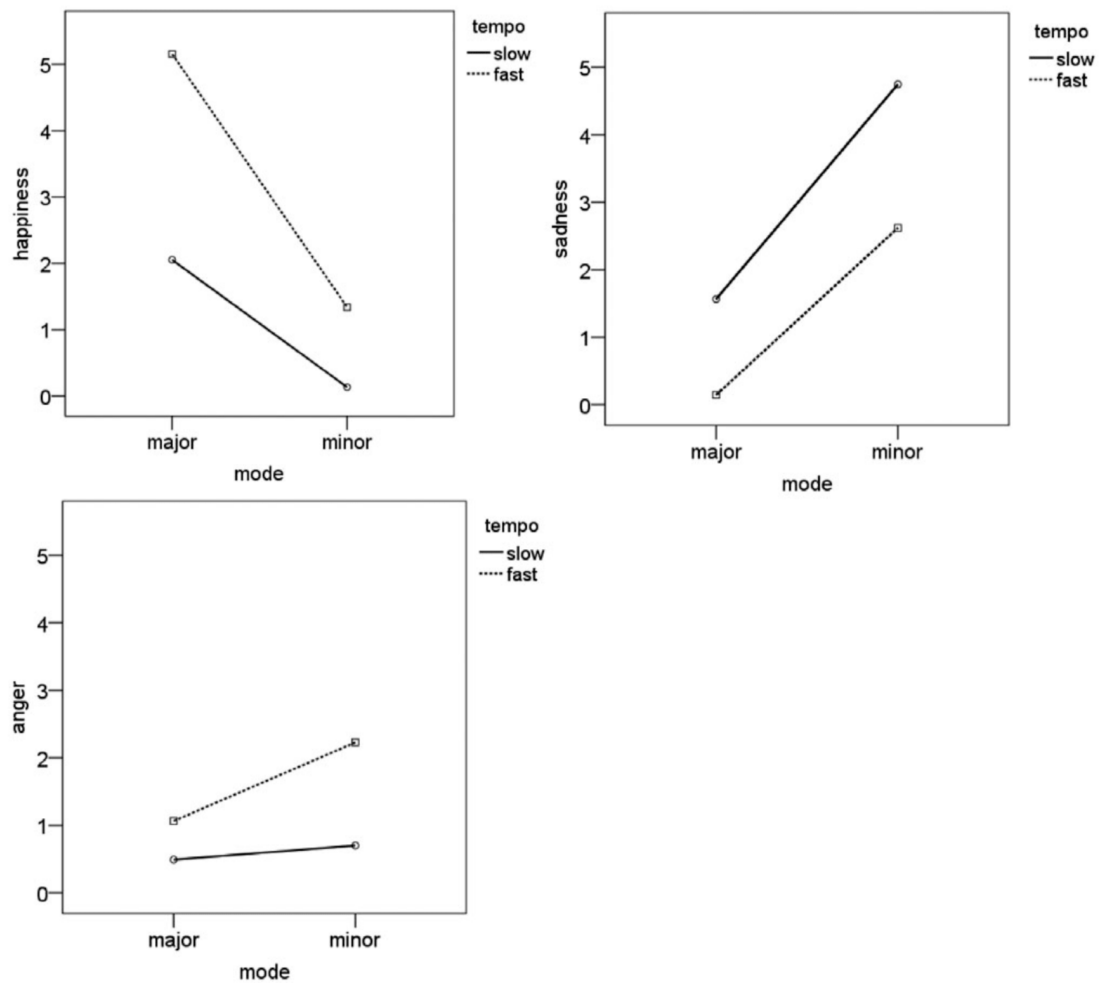 tempo
slow
fast
happiness
5
4
3
2
1
0
major
minor
mode
tempo
slow
fast
sadness
5
4
3
2
1
0
major
minor
mode
tempo
slow
fast
anger
5
4
3
2
1
0
major
minor
mode